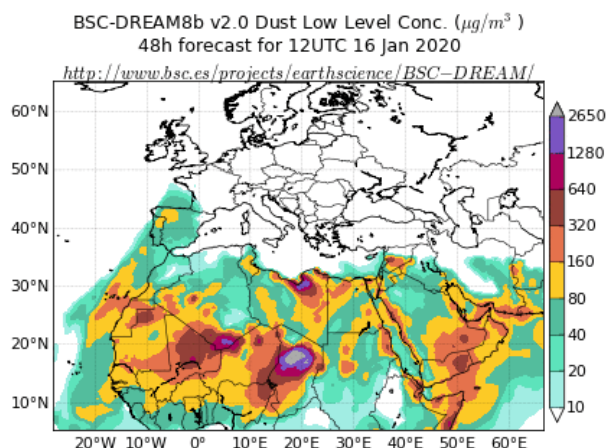 BSC-DREAM8b v2.0 Dust Low Level Conc. (μg/m³ )
48h forecast for 12UTC 16 Jan 2020
http://www.bsc.es/projects/earthscience/BSC−DREAM/
60°N
50°N
40°N
30°N
20°N
10°N
20°W 10°W 0° 10°E 20°E 30°E 40°E 50°E 60°E
2650
1280
640
320
160
80
40
20
10